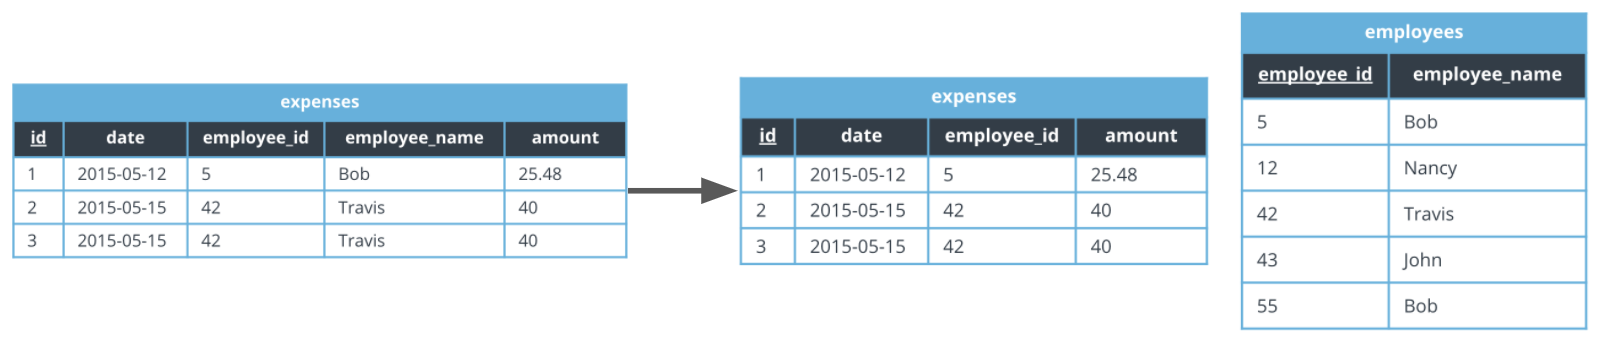 expenses
id date employee_id employee_name amount
1 2015-05-12 5 Bob 25.48
2 2015-05-15 42 Travis 40
3 2015-05-15 42 Travis 40
expenses
id date employee_id amount
1 2015-05-12 5 25.48
2 2015-05-15 42 40
3 2015-05-15 42 40
employees
employee_id employee_name
5 Bob
12 Nancy
42 Travis
43 John
55 Bob